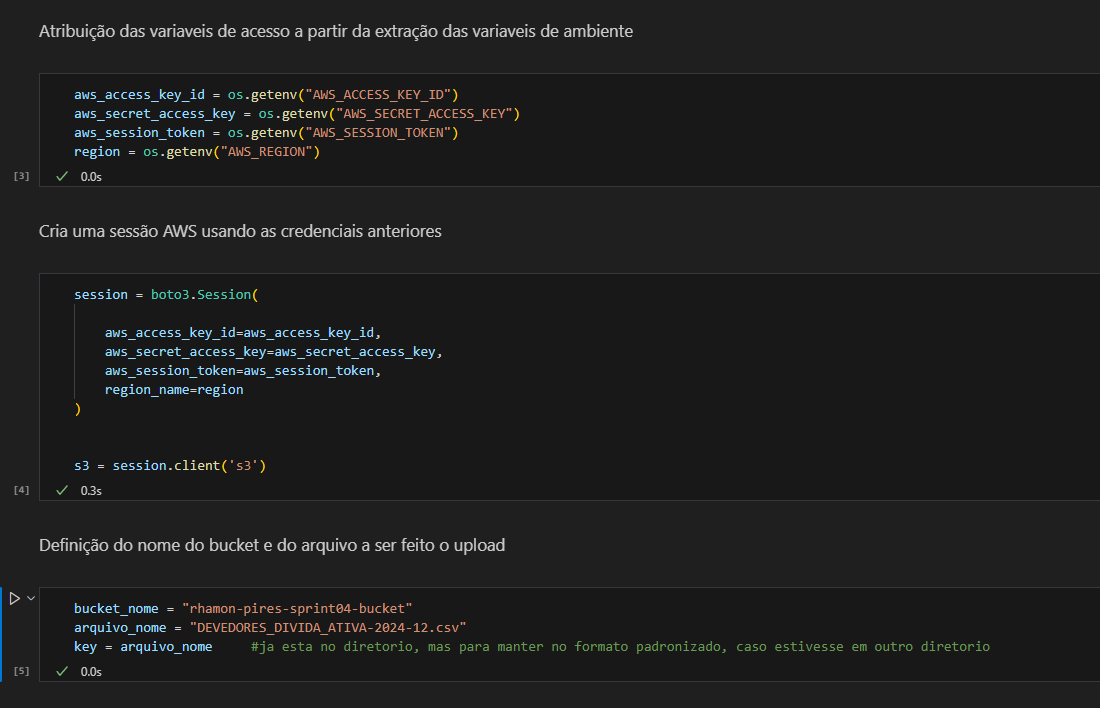 Atribuição das variaveis de acesso a partir da extração das variaveis de ambiente
aws_access_key_id = os.getenv("AWS_ACCESS_KEY_ID")
aws_secret_access_key = os.getenv("AWS_SECRET_ACCESS_KEY")
aws_session_token = os.getenv("AWS_SESSION_TOKEN")
region = os.getenv("AWS_REGION")
[3] 0.0s
Cria uma sessão AWS usando as credenciais anteriores
session = boto3.Session(
aws_access_key_id=aws_access_key_id,
aws_secret_access_key=aws_secret_access_key,
aws_session_token=aws_session_token,
region_name=region
)
s3 = session.client('s3')
[4] 0.3s
Definição do nome do bucket e do arquivo a ser feito o upload
bucket_nome = "rhamon-pires-sprint04-bucket"
arquivo_nome = "DEVEDORES_DIVIDA_ATIVA-2024-12.csv"
key = arquivo_nome #ja esta no diretorio, mas para manter no formato padronizado, caso estivesse em outro diretorio
[5] 0.0s